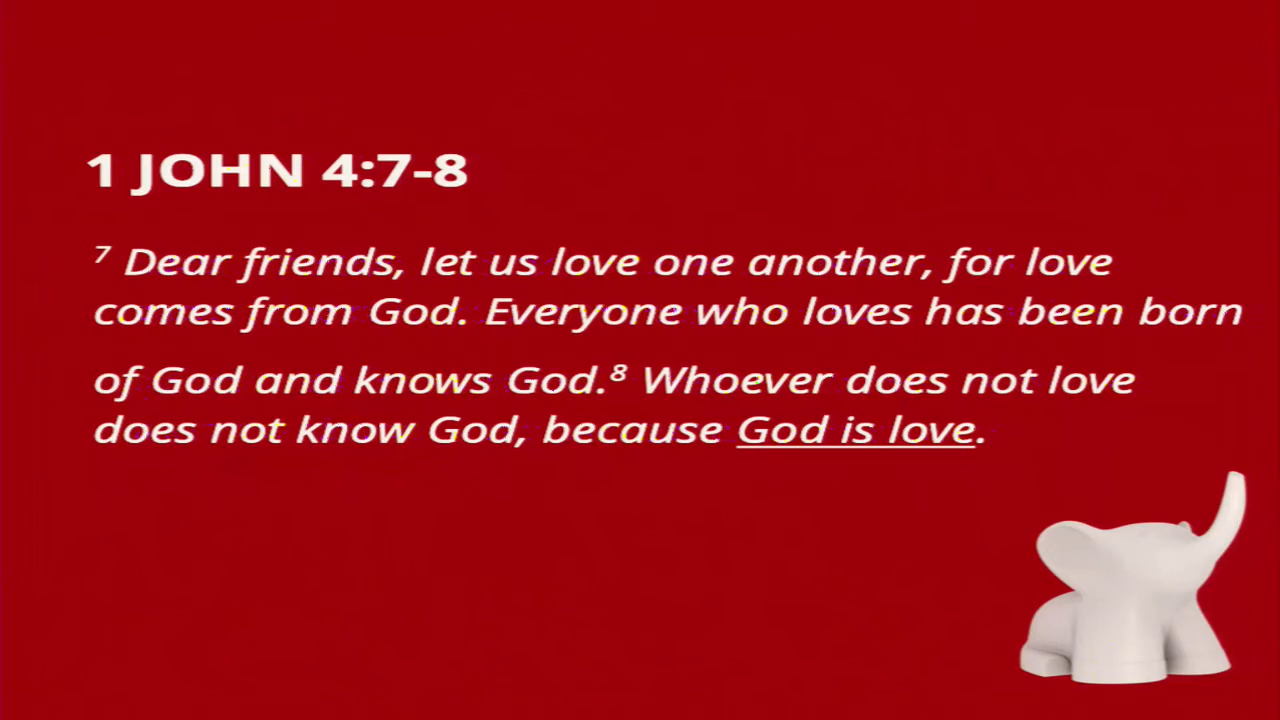 1 JOHN 4:7-8
⁷ Dear friends, let us love one another, for love
comes from God. Everyone who loves has been born
of God and knows God.⁸ Whoever does not love
does not know God, because God is love.